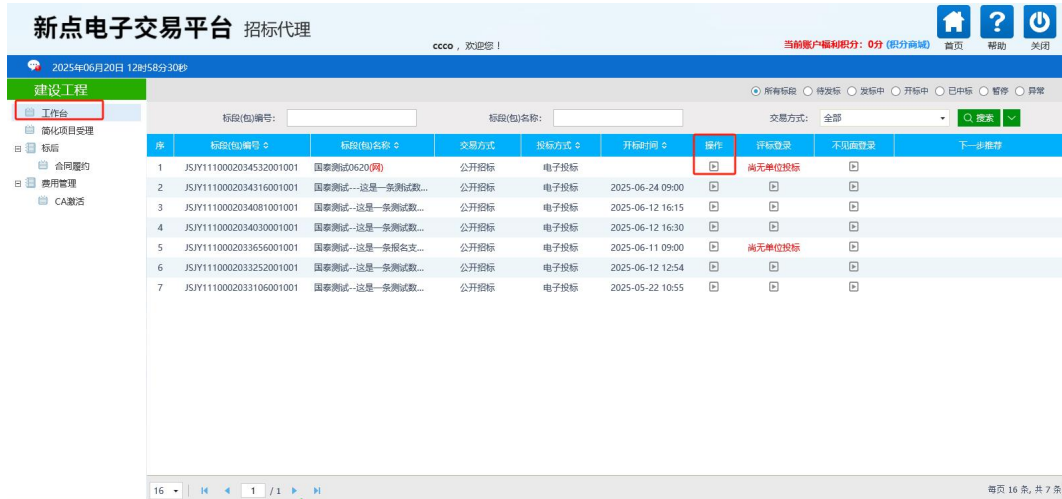 新点电子交易平台 招标代理
ccco ，欢迎您！
当前账户福利积分：0分 (积分商城)
首页 帮助 关闭
2025年06月20日 12时58分30秒
建设工程
所有标段 待发标 发标中 开标中 已中标 暂停 异常
工作台
简化项目受理
标后
合同履约
费用管理
CA激活
标段(包)编号： 标段(包)名称： 交易方式： 全部 搜索
序 标段(包)编号 标段(包)名称 交易方式 投标方式 开标时间 操作 评标登录 不见面登录 下一步推荐
1 JSJY1110002034532001001 国泰测试0620(网) 公开招标 电子投标 尚无单位投标
2 JSJY1110002034316001001 国泰测试---这是一条测试数... 公开招标 电子投标 2025-06-24 09:00
3 JSJY1110002034081001001 国泰测试--这是一条测试数... 公开招标 电子投标 2025-06-12 16:15
4 JSJY1110002034030001001 国泰测试--这是一条测试数... 公开招标 电子投标 2025-06-12 16:30
5 JSJY1110002033656001001 国泰测试--这是一条报名支... 公开招标 电子投标 2025-06-11 09:00 尚无单位投标
6 JSJY1110002033252001001 国泰测试--这是一条测试数... 公开招标 电子投标 2025-06-12 12:54
7 JSJY1110002033106001001 国泰测试--这是一条测试数... 公开招标 电子投标 2025-05-22 10:55
16 1 / 1 每页 16 条, 共 7 条